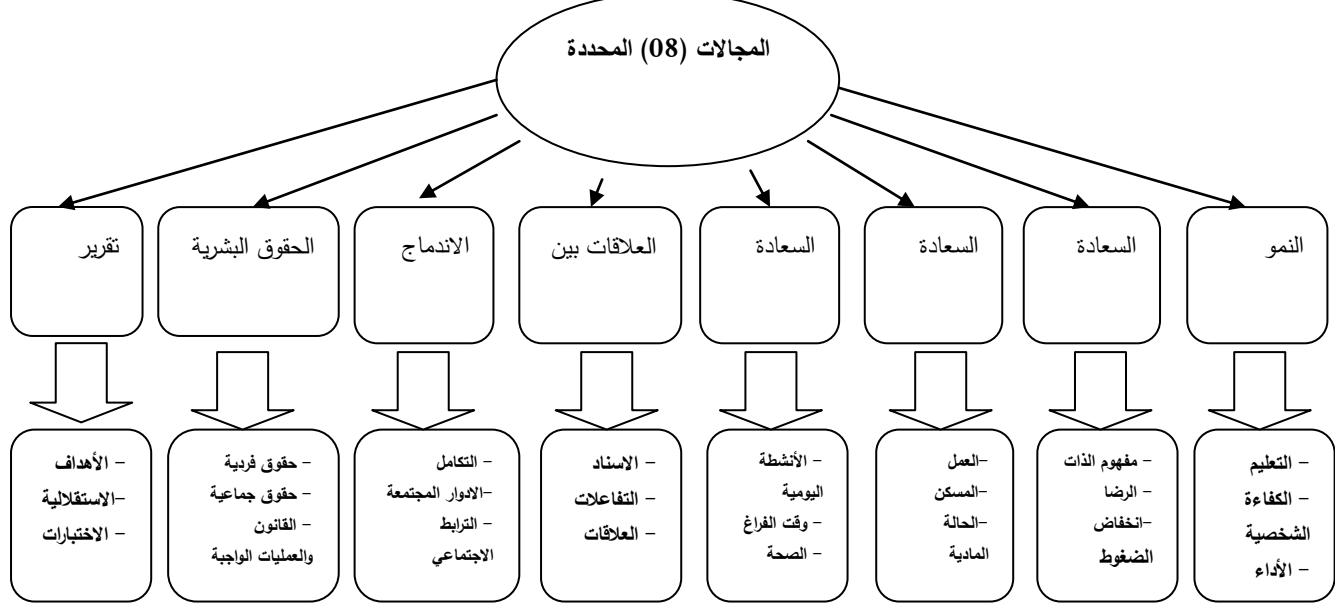 المجالات (08) المحددة
النمو
السعادة
السعادة
السعادة
العلاقات بين
الاندماج
الحقوق البشرية
تقرير
– التعليم
– الكفاءة
الشخصية
– الأداء
– مفهوم الذات
– الرضا
–انخفاض
الضغوط
–العمل
–المسكن
–الحالة
المادية
– الأنشطة
اليومية
– وقت الفراغ
– الصحة
– الاسناد
– التفاعلات
– العلاقات
– التكامل
–الادوار المجتمعة
– الترابط
الاجتماعي
– حقوق فردية
– حقوق جماعية
– القانون
والعمليات الواجبة
– الأهداف
–الاستقلالية
– الاختبارات